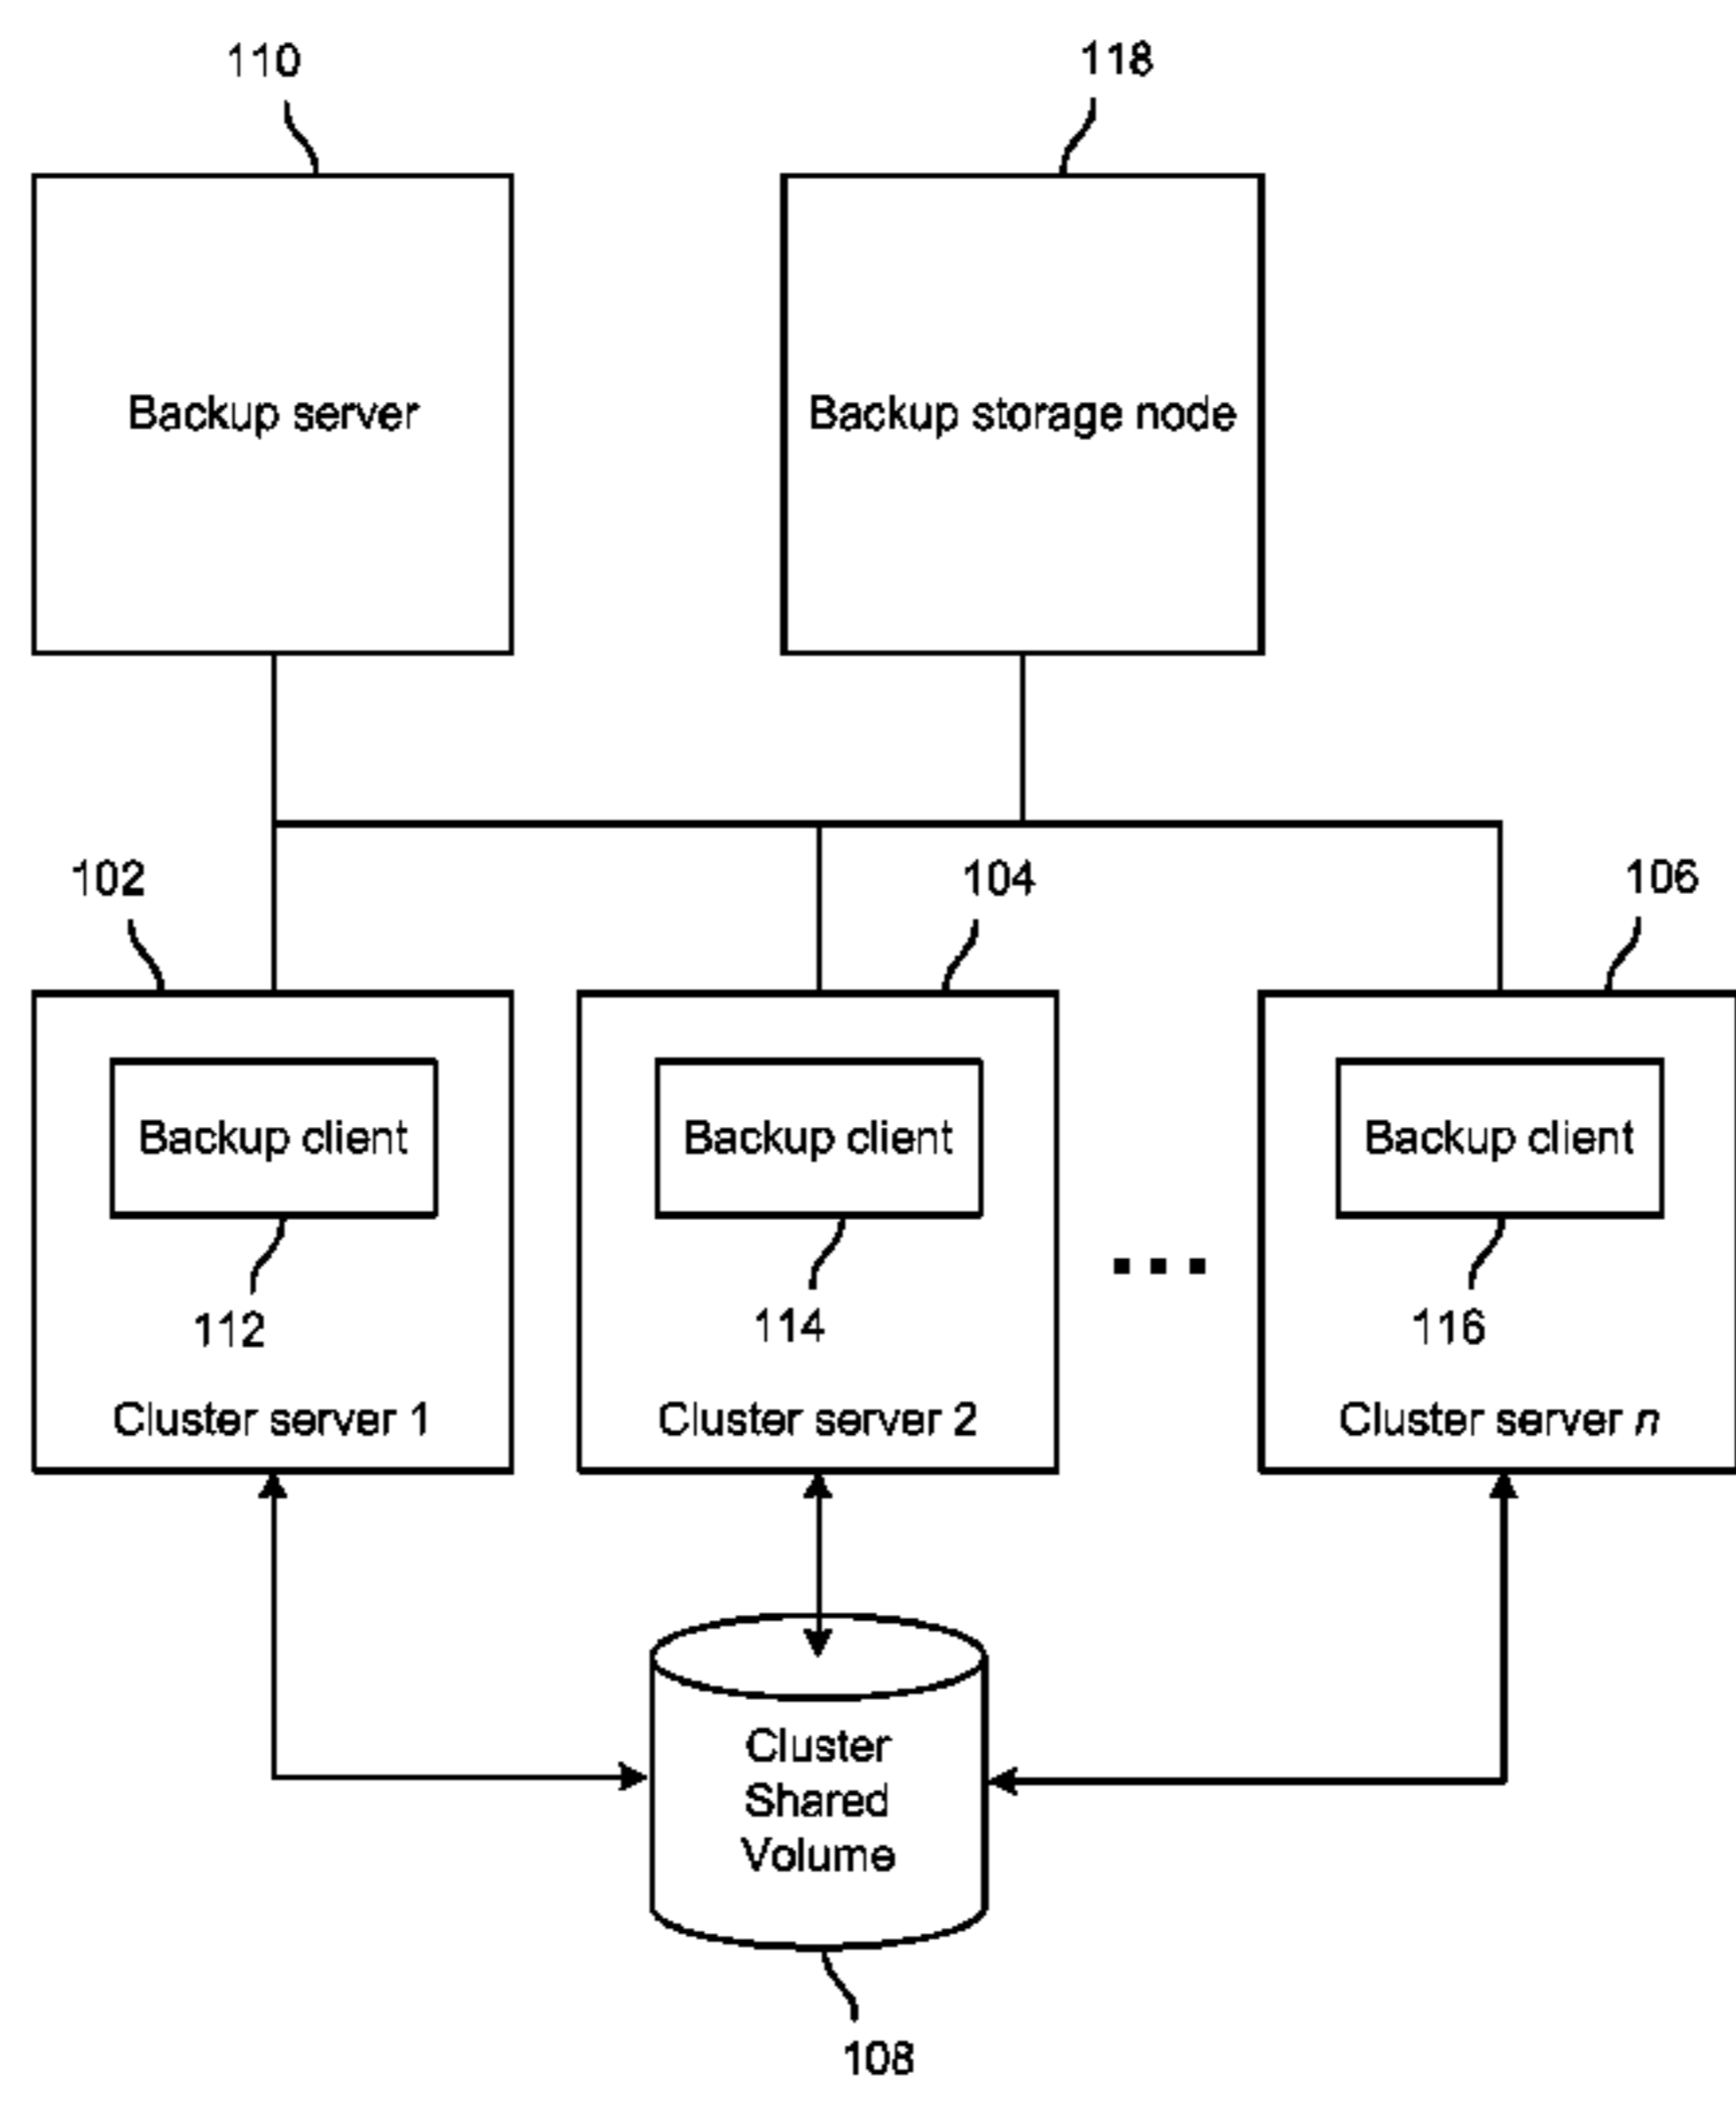 110
118
Backup server
Backup storage node
102
104
106
Backup client
Backup client
Backup client
112
114
116
Cluster server 1
Cluster server 2
Cluster server n
Cluster
Shared
Volume
108